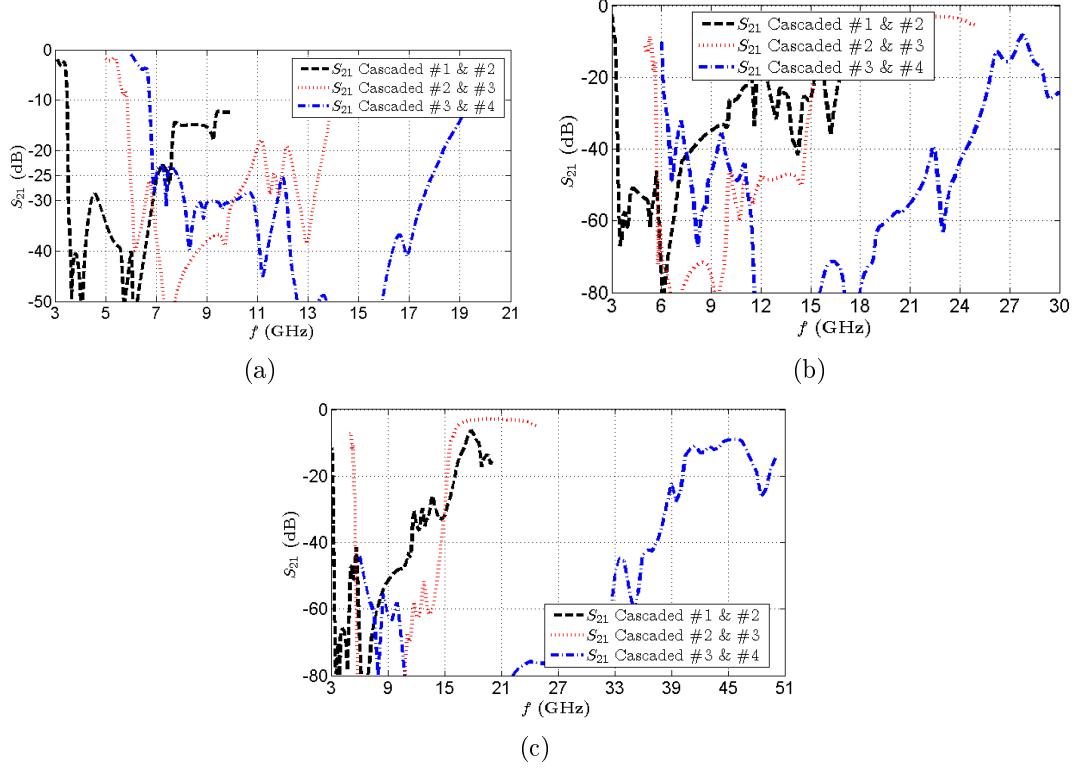 0
-10
-20
-25
-30
-40
-50
S21 (dB)
3 5 7 9 11 13 15 17 19 21
f (GHz)
S21 Cascaded #1 & #2
S21 Cascaded #2 & #3
S21 Cascaded #3 & #4
(a)
0
-20
-40
-60
-80
S21 (dB)
3 6 9 12 15 18 21 24 27 30
f (GHz)
S21 Cascaded #1 & #2
S21 Cascaded #2 & #3
S21 Cascaded #3 & #4
(b)
0
-20
-40
-60
-80
S21 (dB)
3 9 15 21 27 33 39 45 51
f (GHz)
S21 Cascaded #1 & #2
S21 Cascaded #2 & #3
S21 Cascaded #3 & #4
(c)